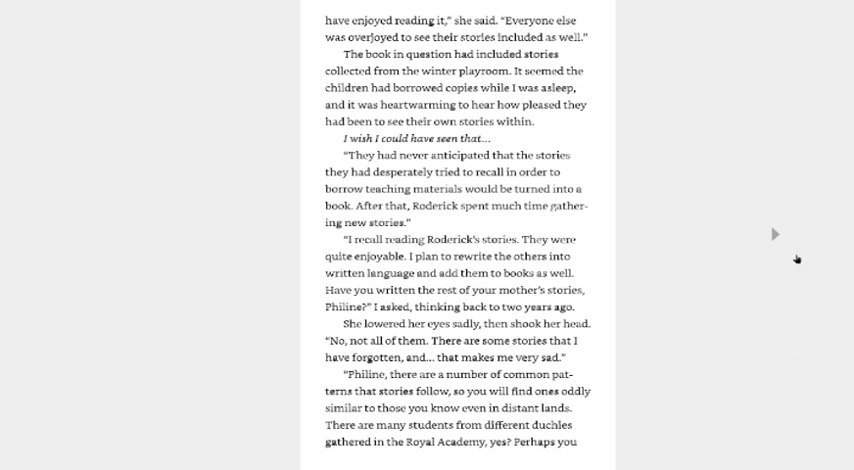 have enjoyed reading it,” she said. “Everyone else
was overjoyed to see their stories included as well.”
The book in question had included stories
collected from the winter playroom. It seemed the
children had borrowed copies while I was asleep,
and it was heartwarming to hear how pleased they
had been to see their own stories within.
I wish I could have seen that...
“They had never anticipated that the stories
they had desperately tried to recall in order to
borrow teaching materials would be turned into a
book. After that, Roderick spent much time gather-
ing new stories.”
“I recall reading Roderick’s stories. They were
quite enjoyable. I plan to rewrite the others into
written language and add them to books as well.
Have you written the rest of your mother’s stories,
Philine?” I asked, thinking back to two years ago.
She lowered her eyes sadly, then shook her head.
“No, not all of them. There are some stories that I
have forgotten, and... that makes me very sad.”
“Philine, there are a number of common pat-
terns that stories follow, so you will find ones oddly
similar to those you know even in distant lands.
There are many students from different duchies
gathered in the Royal Academy, yes? Perhaps you